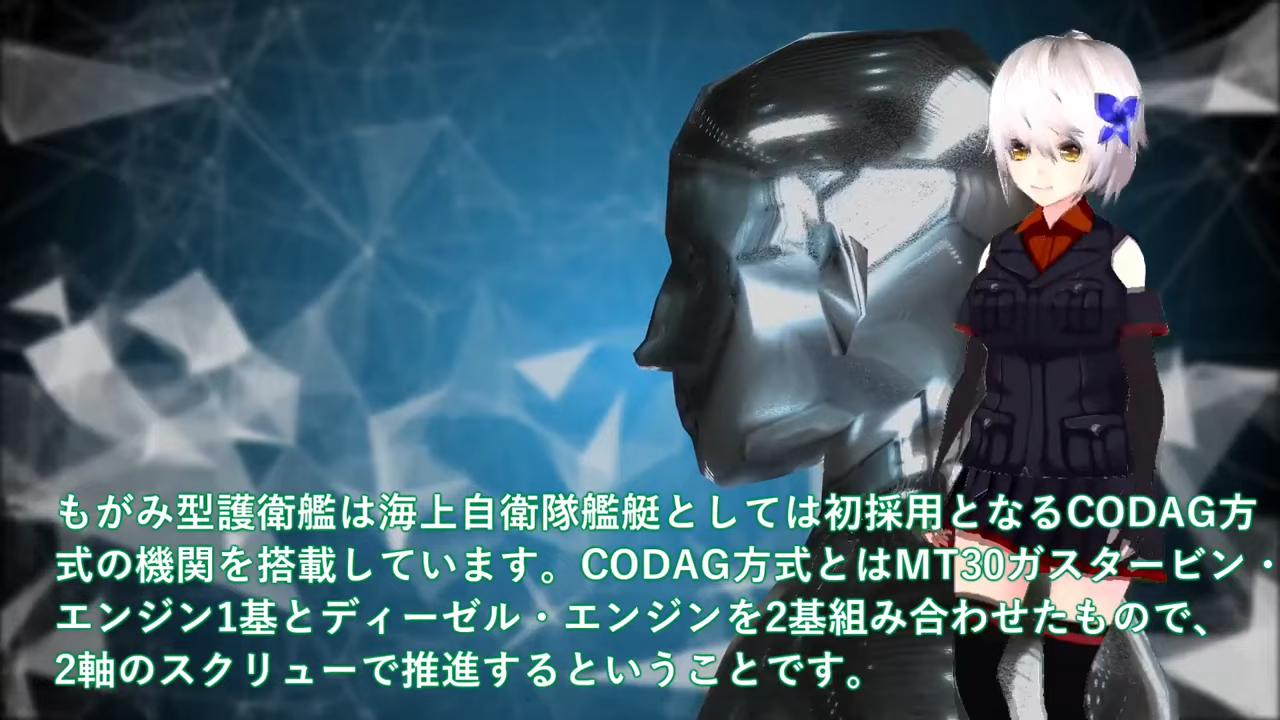 もがみ型護衛艦は海上自衛隊艦艇としては初採用となるCODAG方
式の機関を搭載しています。CODAG方式とはMT30ガスタービン・
エンジン1基とディーゼル・エンジンを2基組み合わせたもので、
2軸のスクリューで推進するということです。